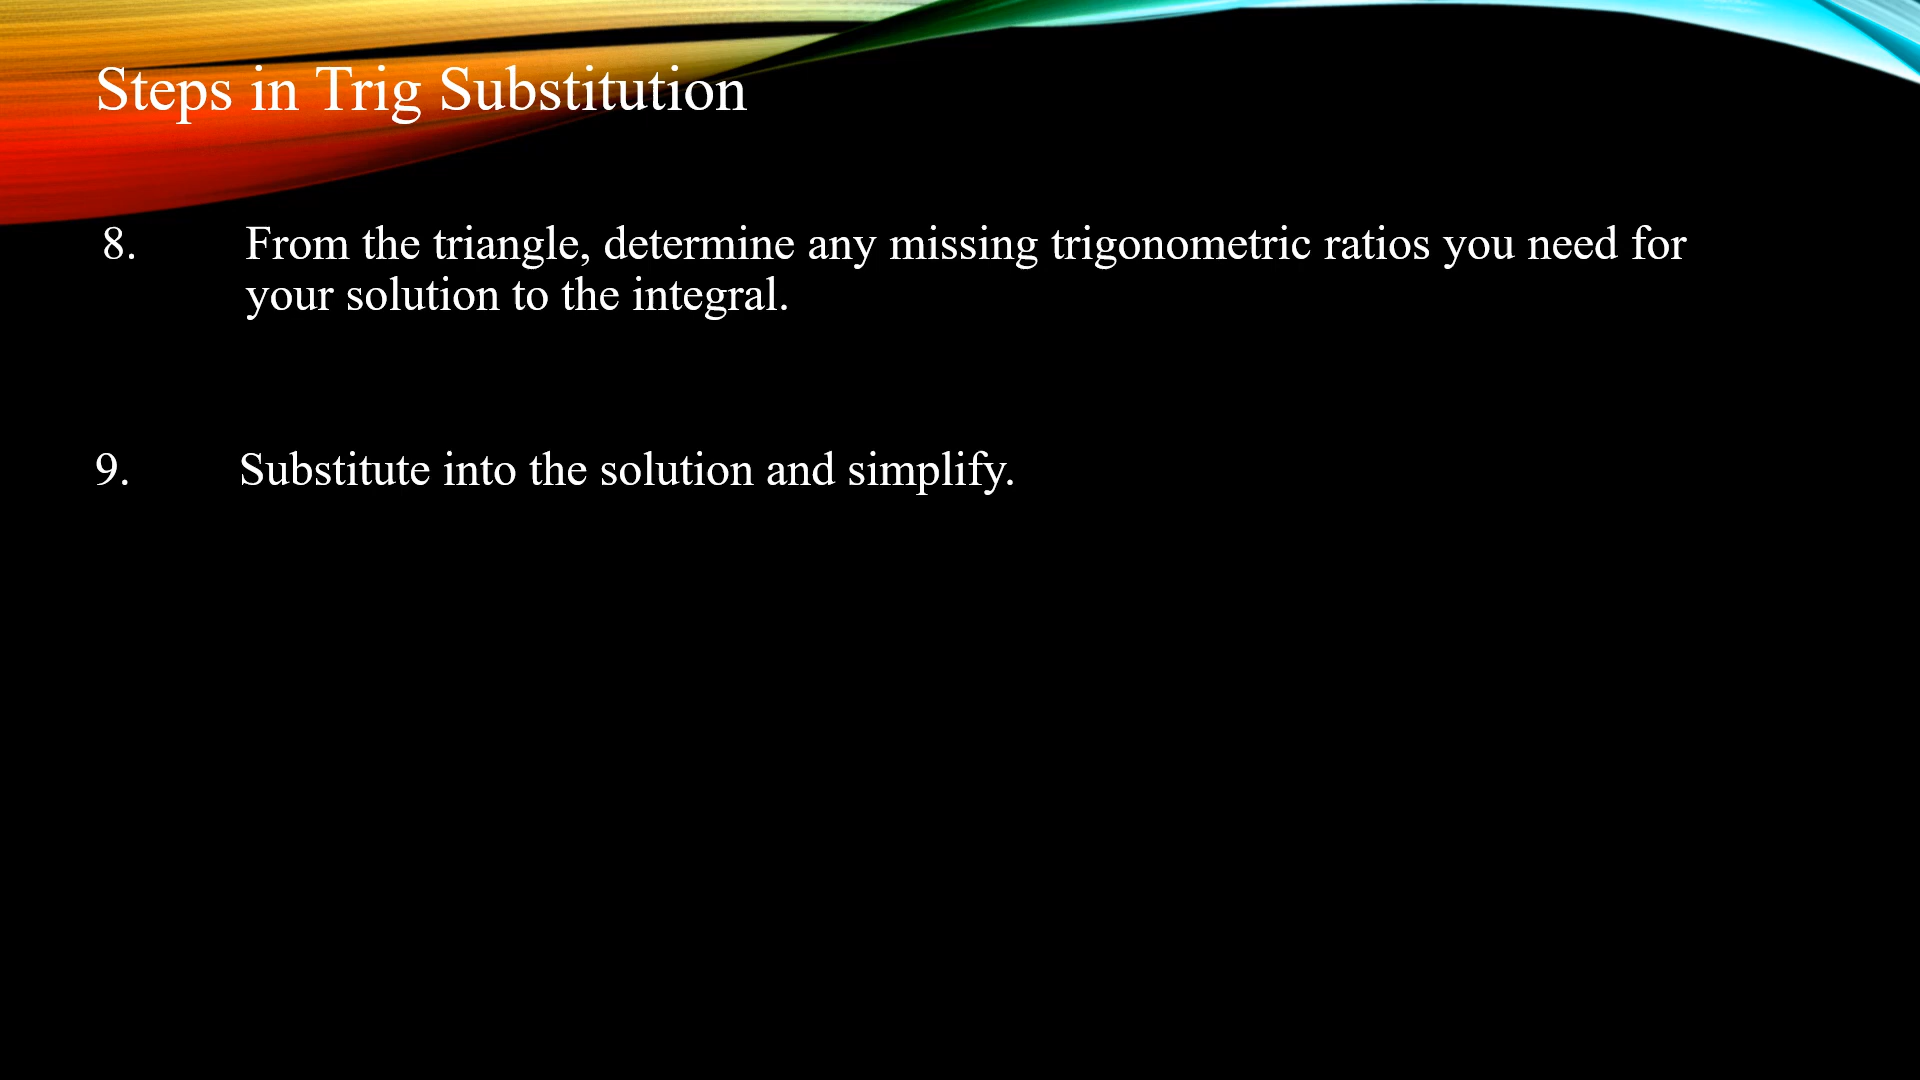 Steps in Trig Substitution
8. From the triangle, determine any missing trigonometric ratios you need for
your solution to the integral.
9. Substitute into the solution and simplify.